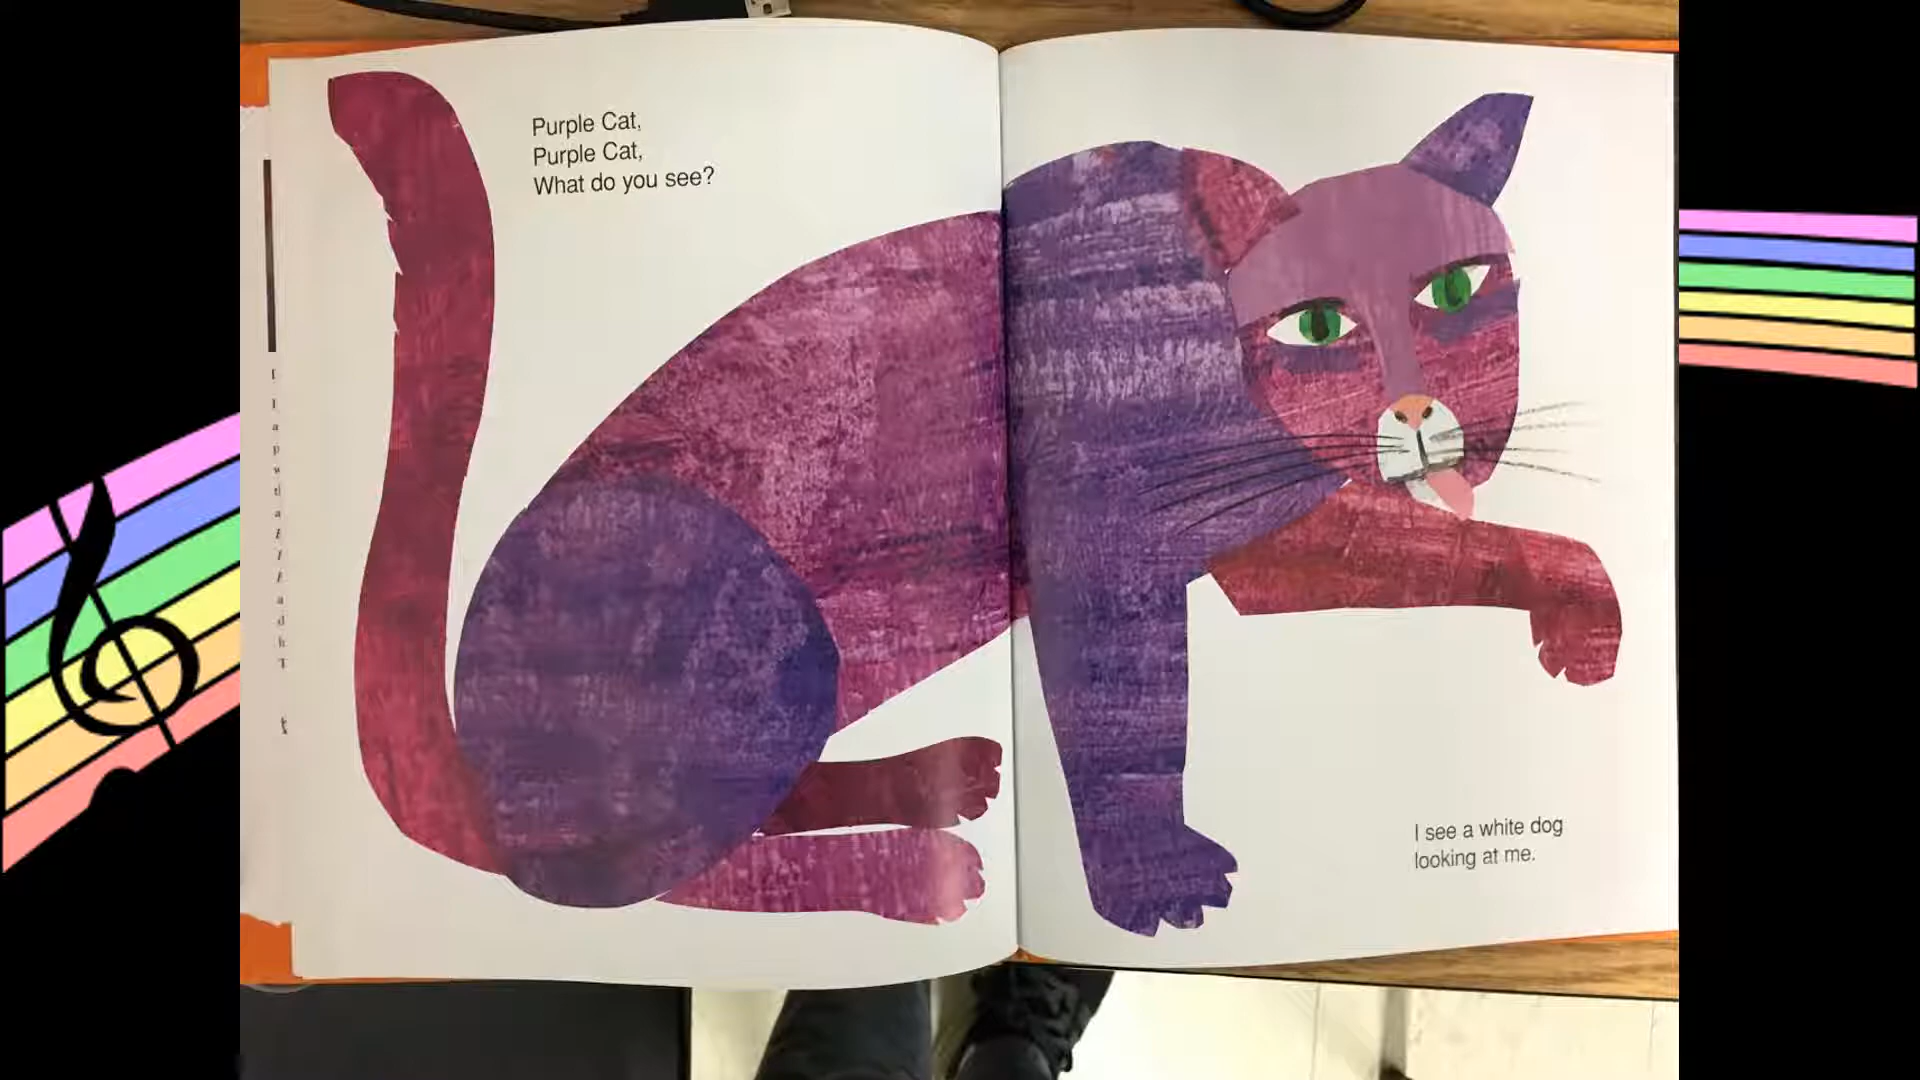 Purple Cat,
Purple Cat,
What do you see?
I see a white dog
looking at me.